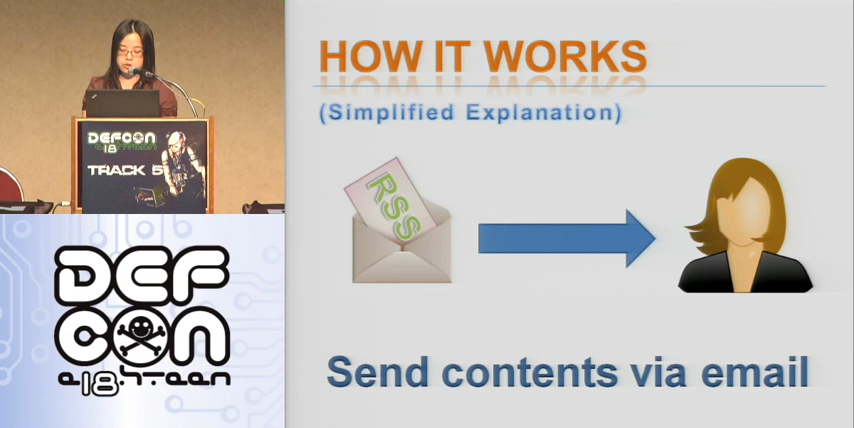 DEFCON
18
TRACK 5
DEF
CON
e18hteen
HOW IT WORKS
(Simplified Explanation)
RSS
Send contents via email